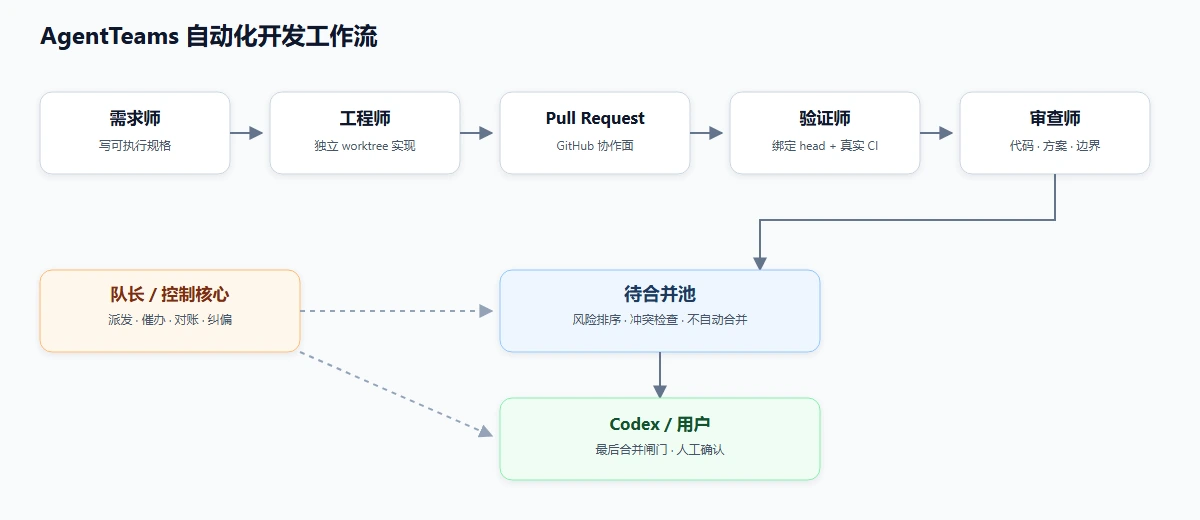 AgentTeams 自动化开发工作流
需求师
写可执行规格
工程师
独立 worktree 实现
Pull Request
GitHub 协作面
验证师
绑定 head + 真实 CI
审查师
代码 · 方案 · 边界
队长 / 控制核心
派发 · 催办 · 对账 · 纠偏
待合并池
风险排序 · 冲突检查 · 不自动合并
Codex / 用户
最后合并闸门 · 人工确认